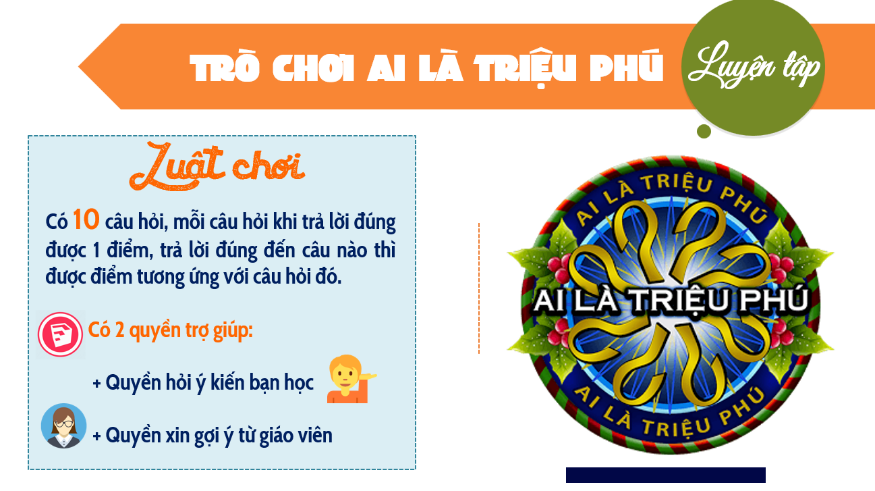 TRÒ CHƠI AI LÀ TRIỆU PHÚ
Luyện tập
Luật chơi
Có 10 câu hỏi, mỗi câu hỏi khi trả lời đúng
được 1 điểm, trả lời đúng đến câu nào thì
được điểm tương ứng với câu hỏi đó.
Có 2 quyền trợ giúp:
+ Quyền hỏi ý kiến bạn học
+ Quyền xin gợi ý từ giáo viên
AI LÀ TRIỆU PHÚ
AI LÀ TRIỆU PHÚ
AI LÀ TRIỆU PHÚ